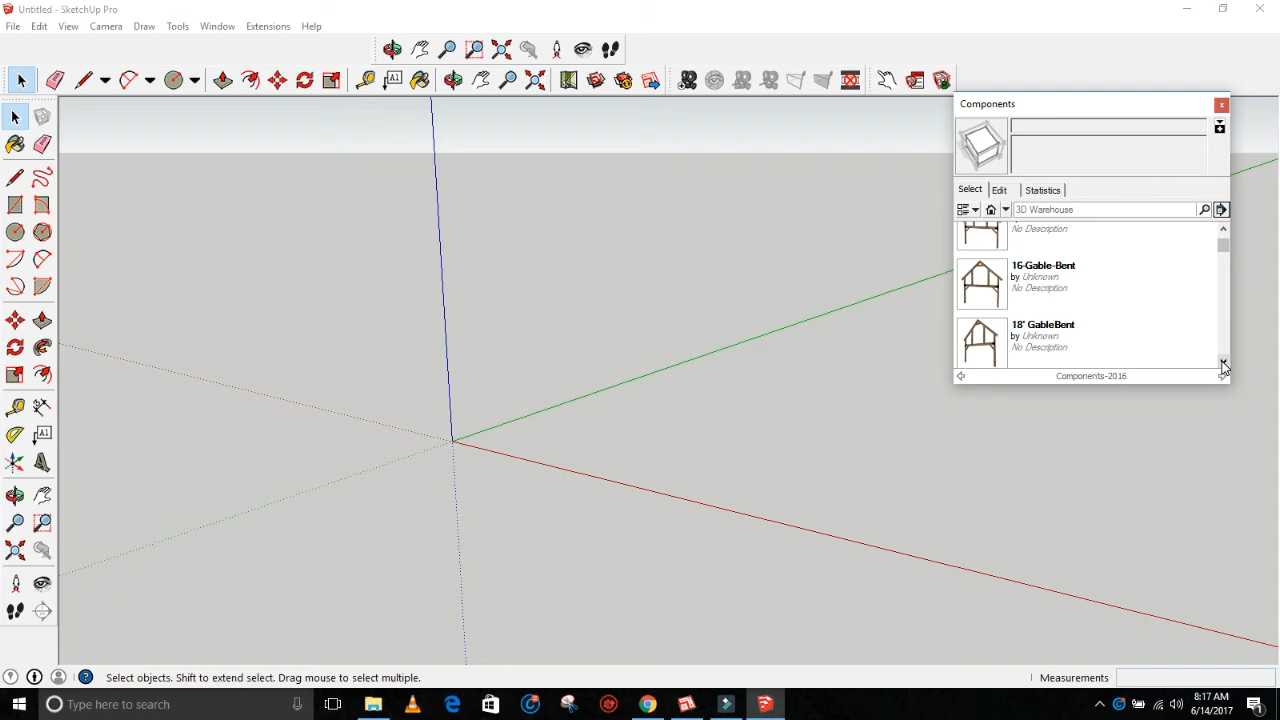 Untitled - SketchUp Pro
File Edit View Camera Draw Tools Window Extensions Help
A1
Components
Select Edit Statistics
3D Warehouse
No Description
16-Gable-Bent
by Unknown
No Description
18' GableBent
by Unknown
No Description
Components-2016
A1
Select objects. Shift to extend select. Drag mouse to select multiple.
Measurements
Type here to search
8:17 AM
6/14/2017